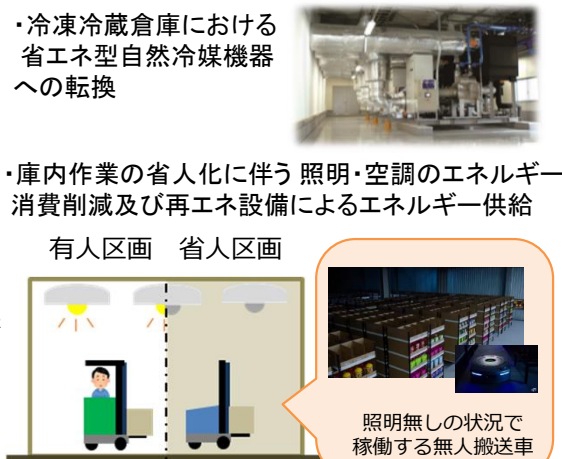 ・冷凍冷蔵倉庫における
省エネ型自然冷媒機器
への転換
・庫内作業の省人化に伴う 照明・空調のエネルギー
消費削減及び再エネ設備によるエネルギー供給
有人区画 省人区画
照明無しの状況で
稼働する無人搬送車